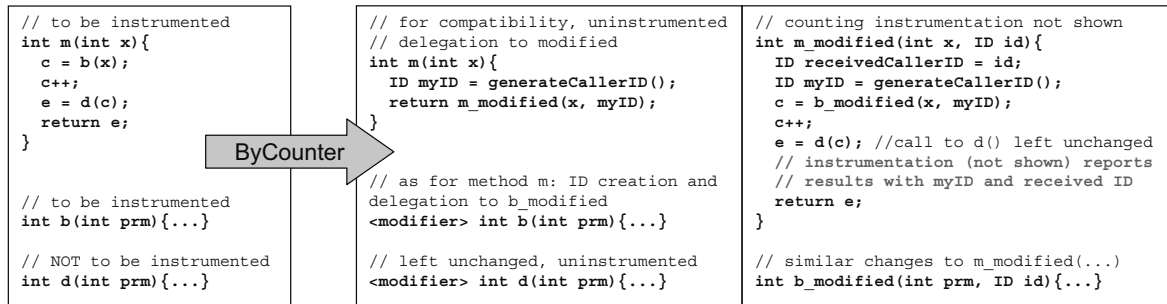 // to be instrumented
int m(int x){
c = b(x);
c++;
e = d(c);
return e;
}
// to be instrumented
int b(int prm){...}
// NOT to be instrumented
int d(int prm){...}
ByCounter
// for compatibility, uninstrumented
// delegation to modified
int m(int x){
ID myID = generateCallerID();
return m_modified(x, myID);
}
// as for method m: ID creation and
delegation to b_modified
<modifier> int b(int prm){...}
// left unchanged, uninstrumented
<modifier> int d(int prm){...}
// counting instrumentation not shown
int m_modified(int x, ID id){
ID receivedCallerID = id;
ID myID = generateCallerID();
c = b_modified(x, myID);
c++;
e = d(c); //call to d() left unchanged
// instrumentation (not shown) reports
// results with myID and received ID
return e;
}
// similar changes to m_modified(...)
int b_modified(int prm, ID id){...}